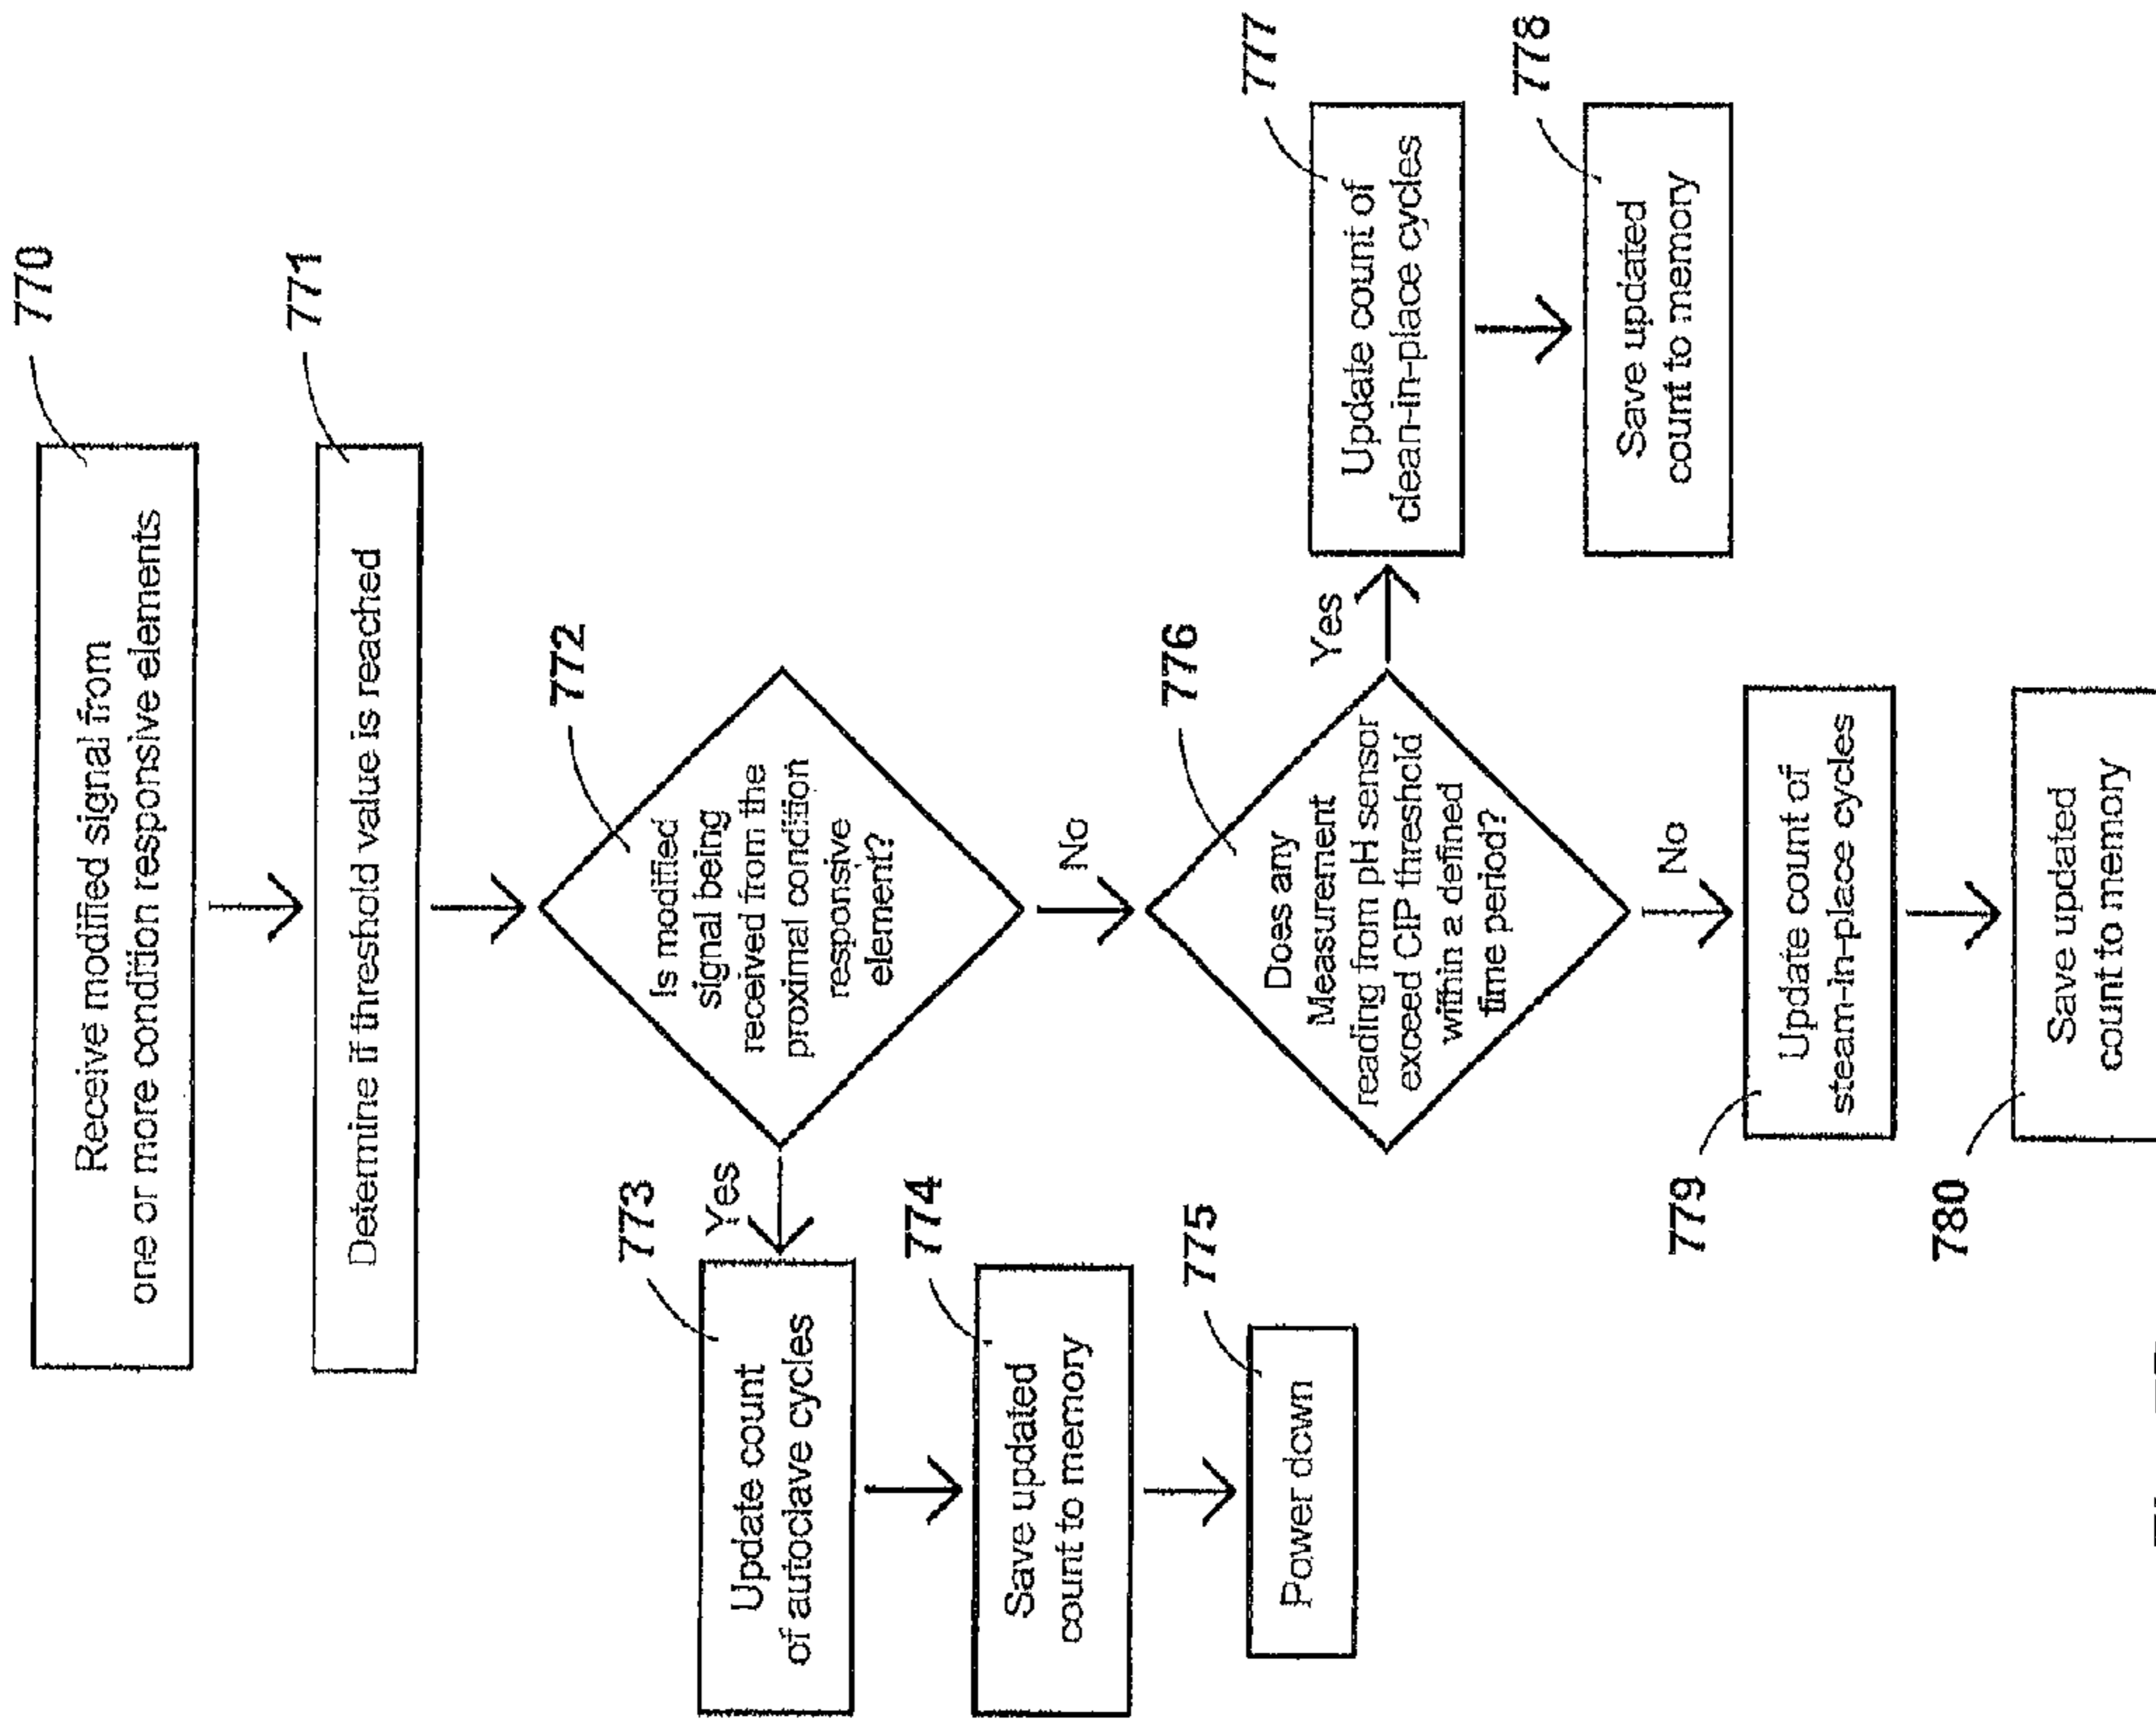 770
Receive modified signal from
one or more condition responsive elements
771
Determine if threshold value is reached
772
Is modified
signal being
received from the
proximal condition
responsive
element?
Yes
773
Update count
of autoclave cycles
774
Save updated
count to memory
775
Power down
No
776
Does any
Measurement
reading from pH sensor
exceed CIP threshold
within a defined
time period?
Yes
777
Update count of
clean-in-place cycles
778
Save updated
count to memory
No
779
Update count of
steam-in-place cycles
780
Save updated
count to memory